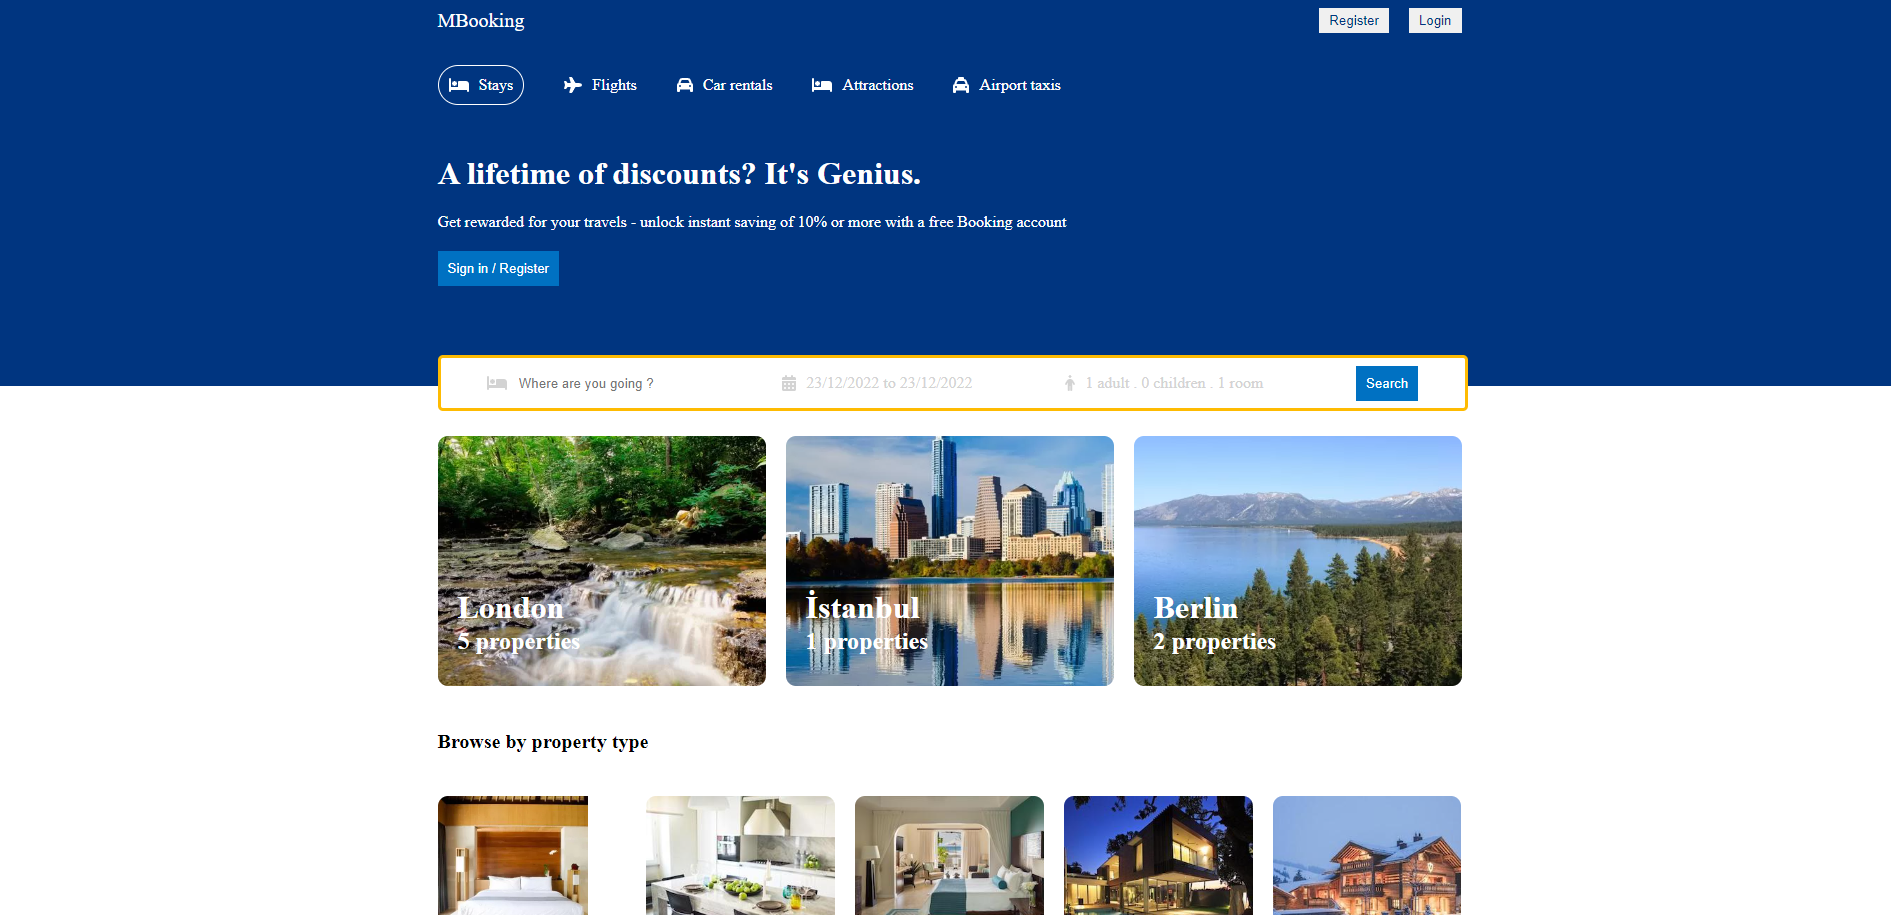 MBooking
Register
Login
Stays
Flights
Car rentals
Attractions
Airport taxis
A lifetime of discounts? It's Genius.
Get rewarded for your travels - unlock instant saving of 10% or more with a free Booking account
Sign in / Register
Where are you going ?
23/12/2022 to 23/12/2022
1 adult . 0 children . 1 room
Search
London
5 properties
İstanbul
1 properties
Berlin
2 properties
Browse by property type